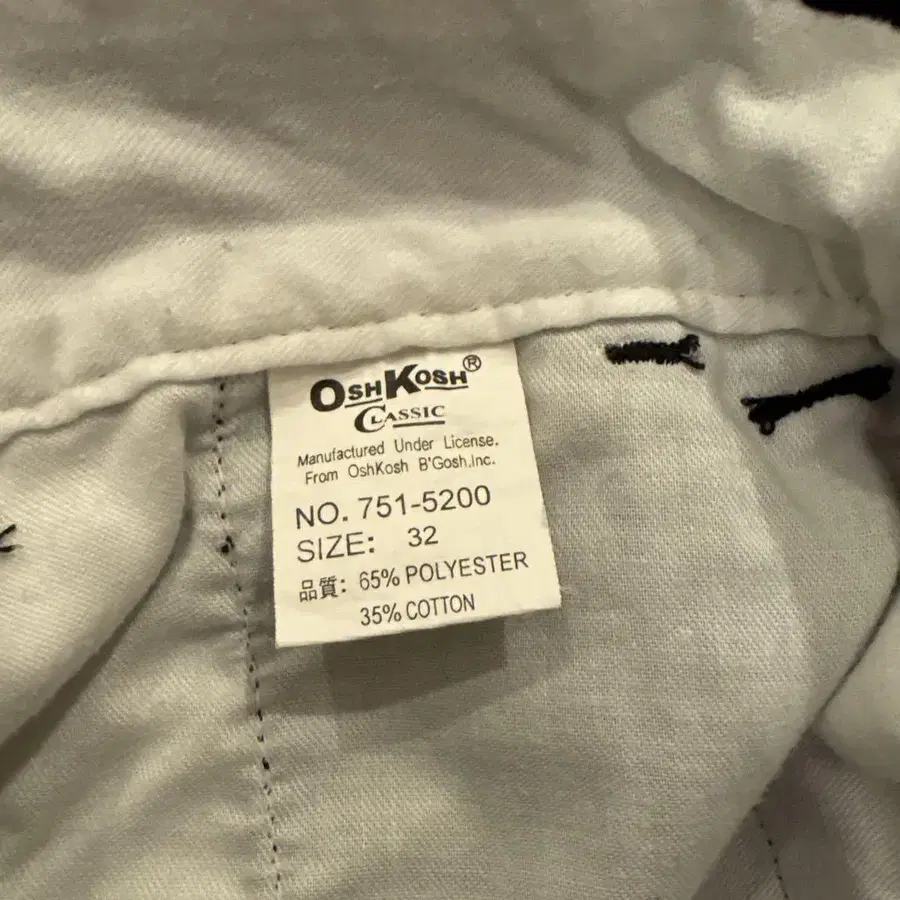 OSHKOSH®
CLASSIC
Manufactured Under License.
From OshKosh B'Gosh,Inc.
NO. 751-5200
SIZE: 32
品質: 65% POLYESTER
35% COTTON